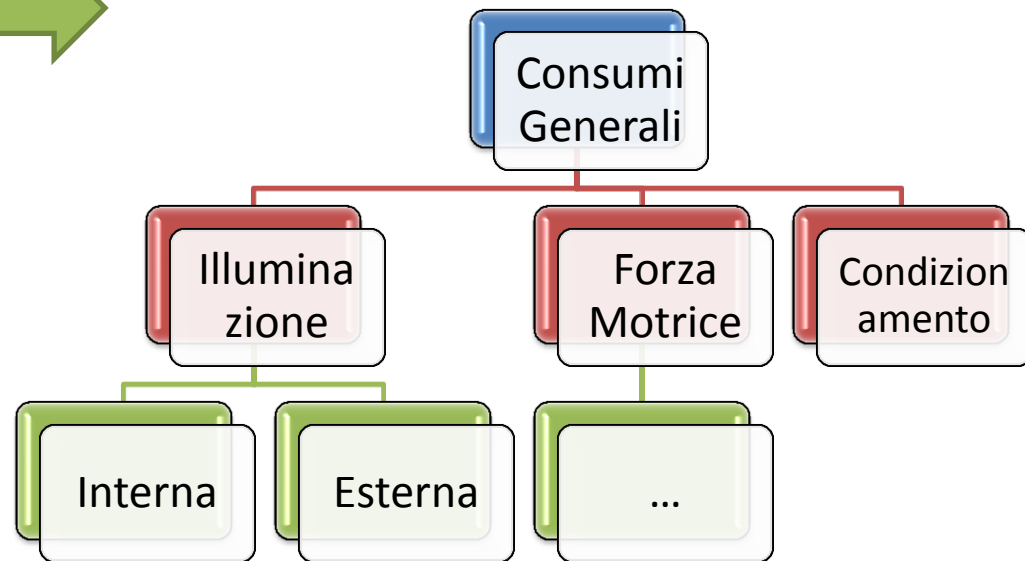 Consumi
Generali
Illumina
zione
Forza
Motrice
Condizion
amento
Interna
Esterna
...